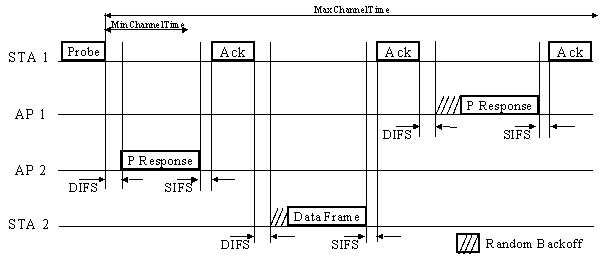 MaxChannelTime
MinChannelTime
STA 1
Probe
Ack
Ack
Ack
AP 1
P Response
DIFS
SIFS
AP 2
P Response
DIFS
SIFS
STA 2
Data Frame
DIFS
SIFS
Random Backoff